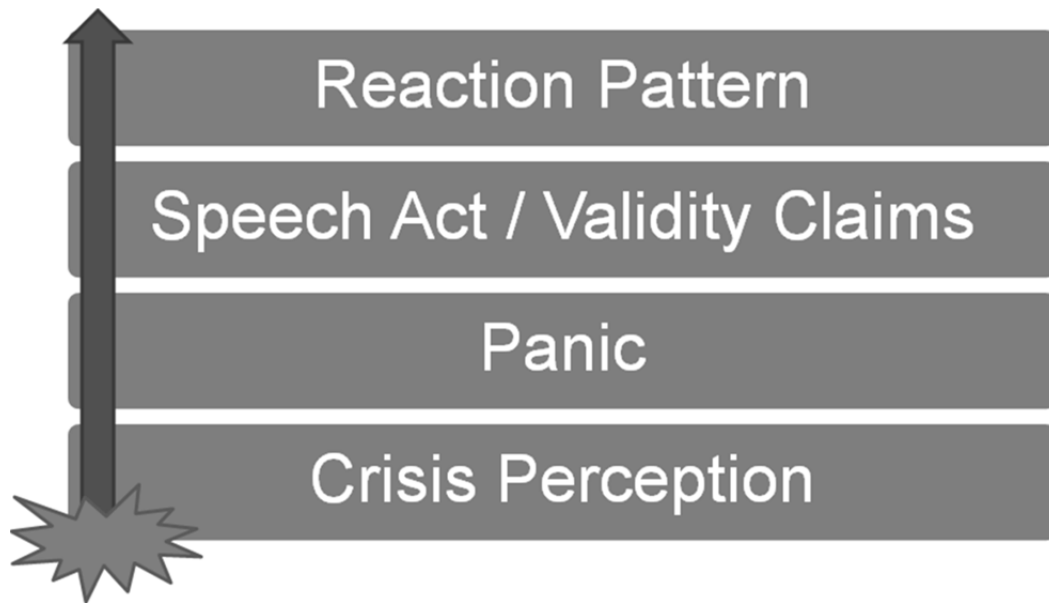 Reaction Pattern
Speech Act / Validity Claims
Panic
Crisis Perception